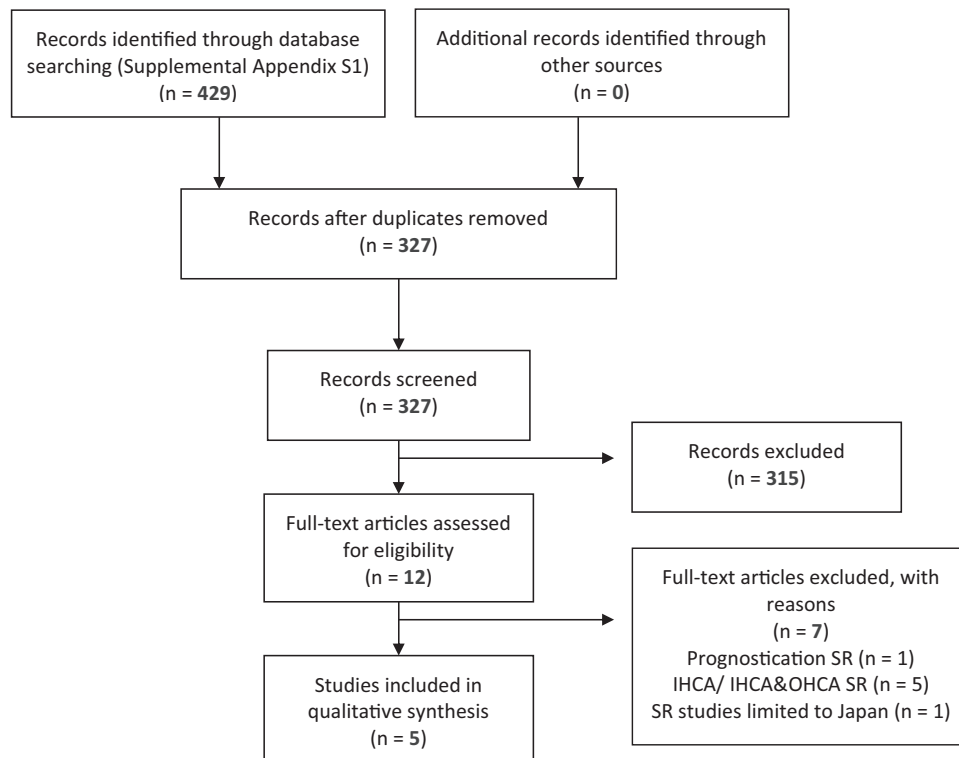 Records identified through database
searching (Supplemental Appendix S1)
(n = 429)
Additional records identified through
other sources
(n = 0)
Records after duplicates removed
(n = 327)
Records screened
(n = 327)
Records excluded
(n = 315)
Full-text articles assessed
for eligibility
(n = 12)
Full-text articles excluded, with
reasons
(n = 7)
Prognostication SR (n = 1)
IHCA/ IHCA&OHCA SR (n = 5)
SR studies limited to Japan (n = 1)
Studies included in
qualitative synthesis
(n = 5)